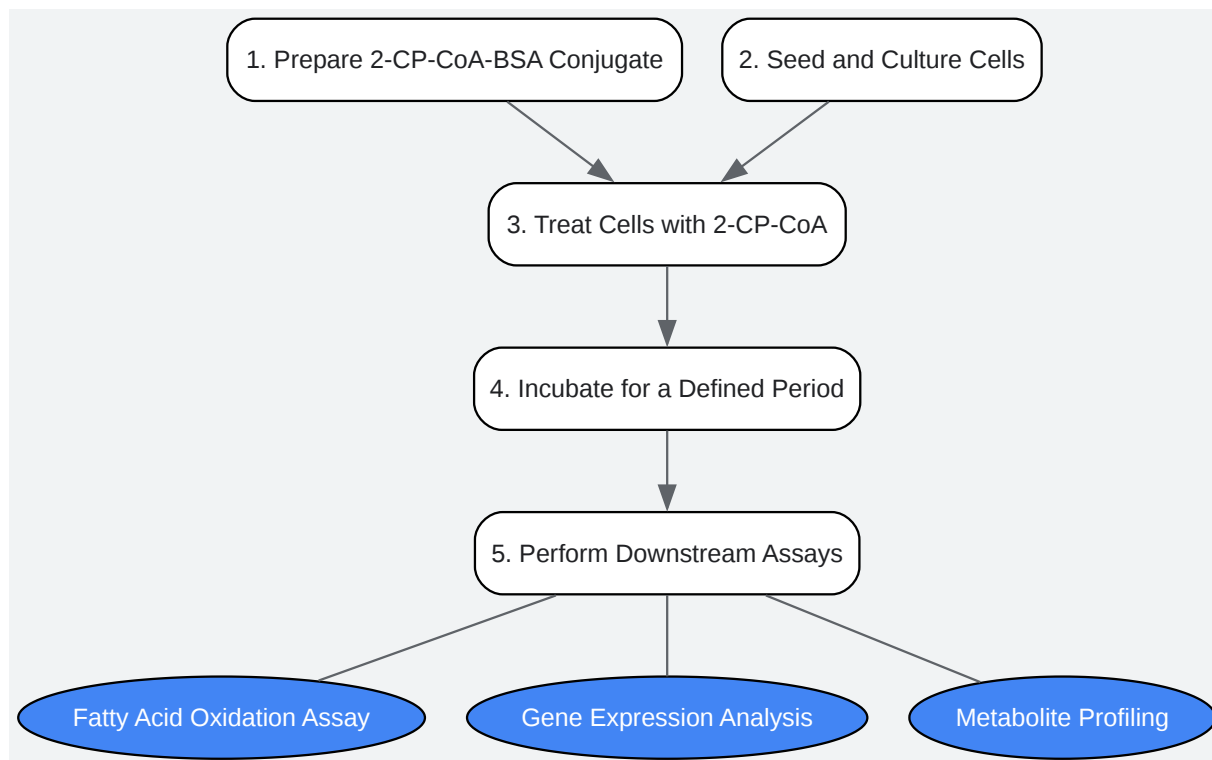 1. Prepare 2-CP-CoA-BSA Conjugate
2. Seed and Culture Cells
3. Treat Cells with 2-CP-CoA
4. Incubate for a Defined Period
5. Perform Downstream Assays
Fatty Acid Oxidation Assay
Gene Expression Analysis
Metabolite Profiling